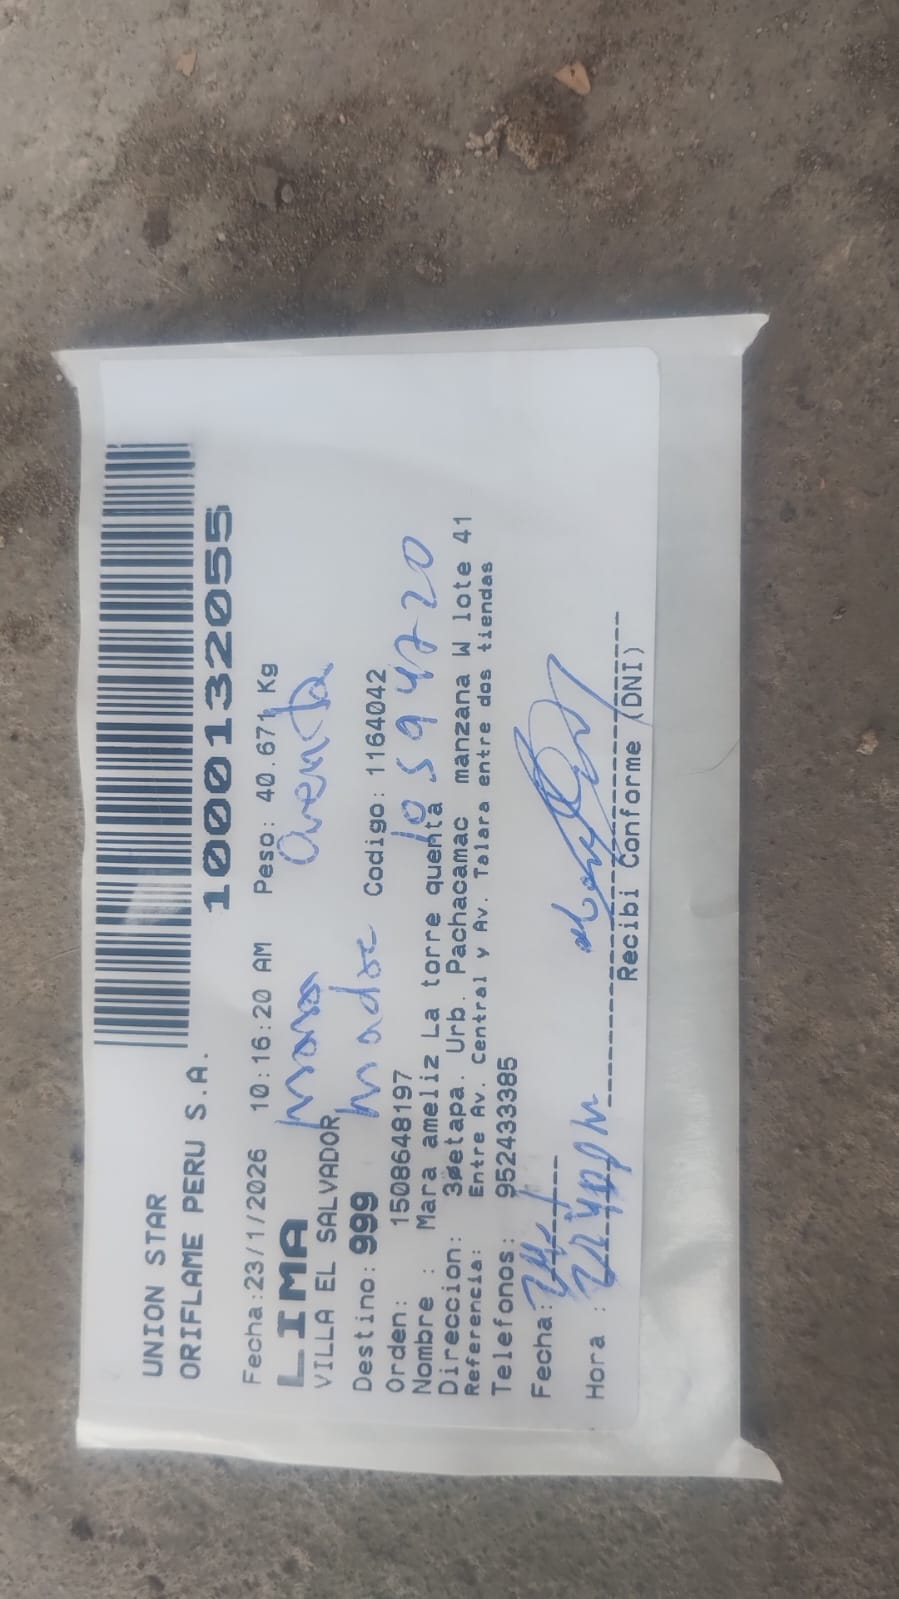 UNION STAR
ORIFLAME PERU S.A.
1000132055
Fecha:23/1/2026 10:16:20 AM Peso: 40.671 Kg
LIMA
VILLA EL SALVADOR
Destino: 999 Codigo: 1164042
Orden: 1508648197
Nombre : Mara ameliz La torre quenta
Direccion: 3øetapa. Urb. Pachacamac manzana W lote 41
Referencia: Entre Av. Central y Av. Talara entre dos tiendas
Telefonos: 952433385
Fecha:
Hora :
Recibi Conforme (DNI)